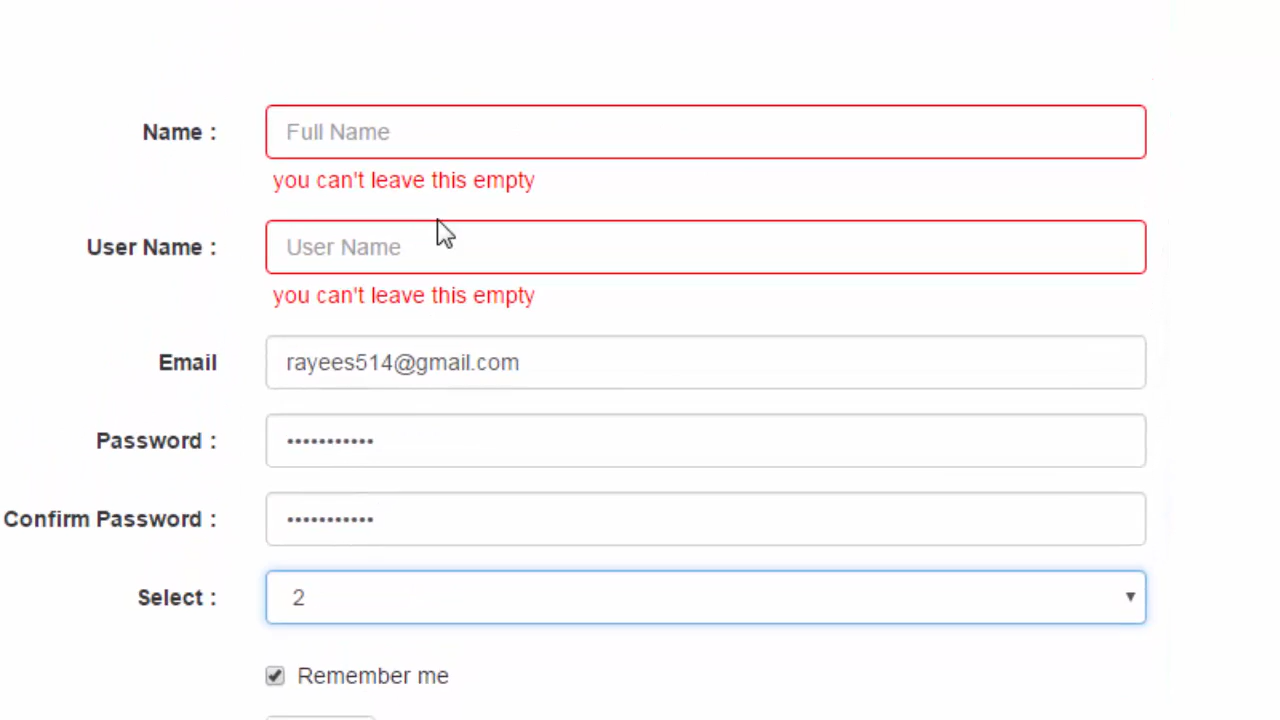 Name : Full Name
you can't leave this empty
User Name : User Name
you can't leave this empty
Email rayees514@gmail.com
Password : •••••••••••
Confirm Password : •••••••••••
Select : 2
Remember me